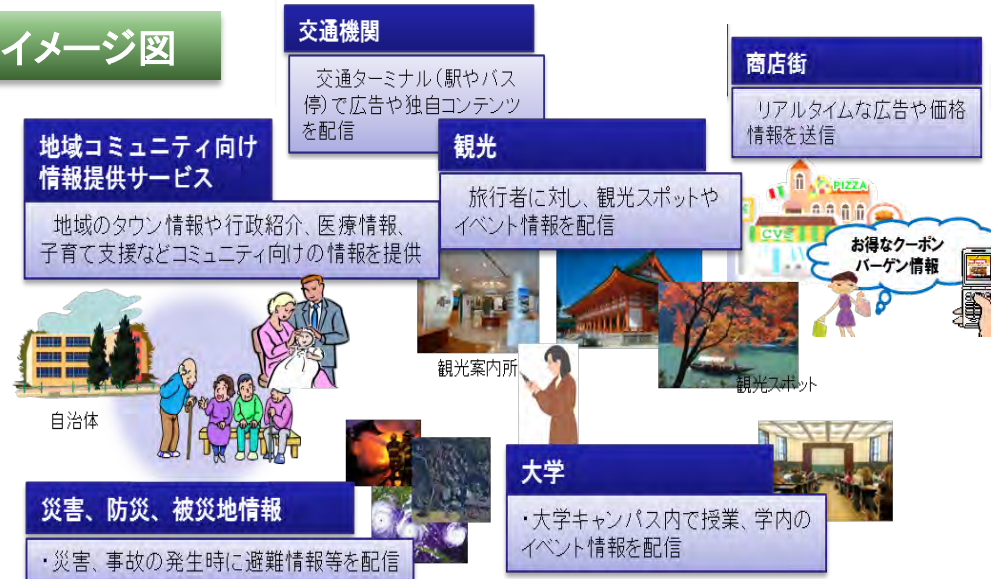 イメージ図
交通機関
交通ターミナル(駅やバス
停)で広告や独自コンテンツ
を配信
商店街
リアルタイムな広告や価格
情報を送信
地域コミュニティ向け
情報提供サービス
地域のタウン情報や行政紹介、医療情報、
子育て支援などコミュニティ向けの情報を提供
観光
旅行者に対し、観光スポットや
イベント情報を配信
PIZZA
CVS
お得なクーポン
バーゲン情報
観光案内所
観光スポット
自治体
災害、防災、被災地情報
・災害、事故の発生時に避難情報等を配信
大学
・大学キャンパス内で授業、学内の
イベント情報を配信